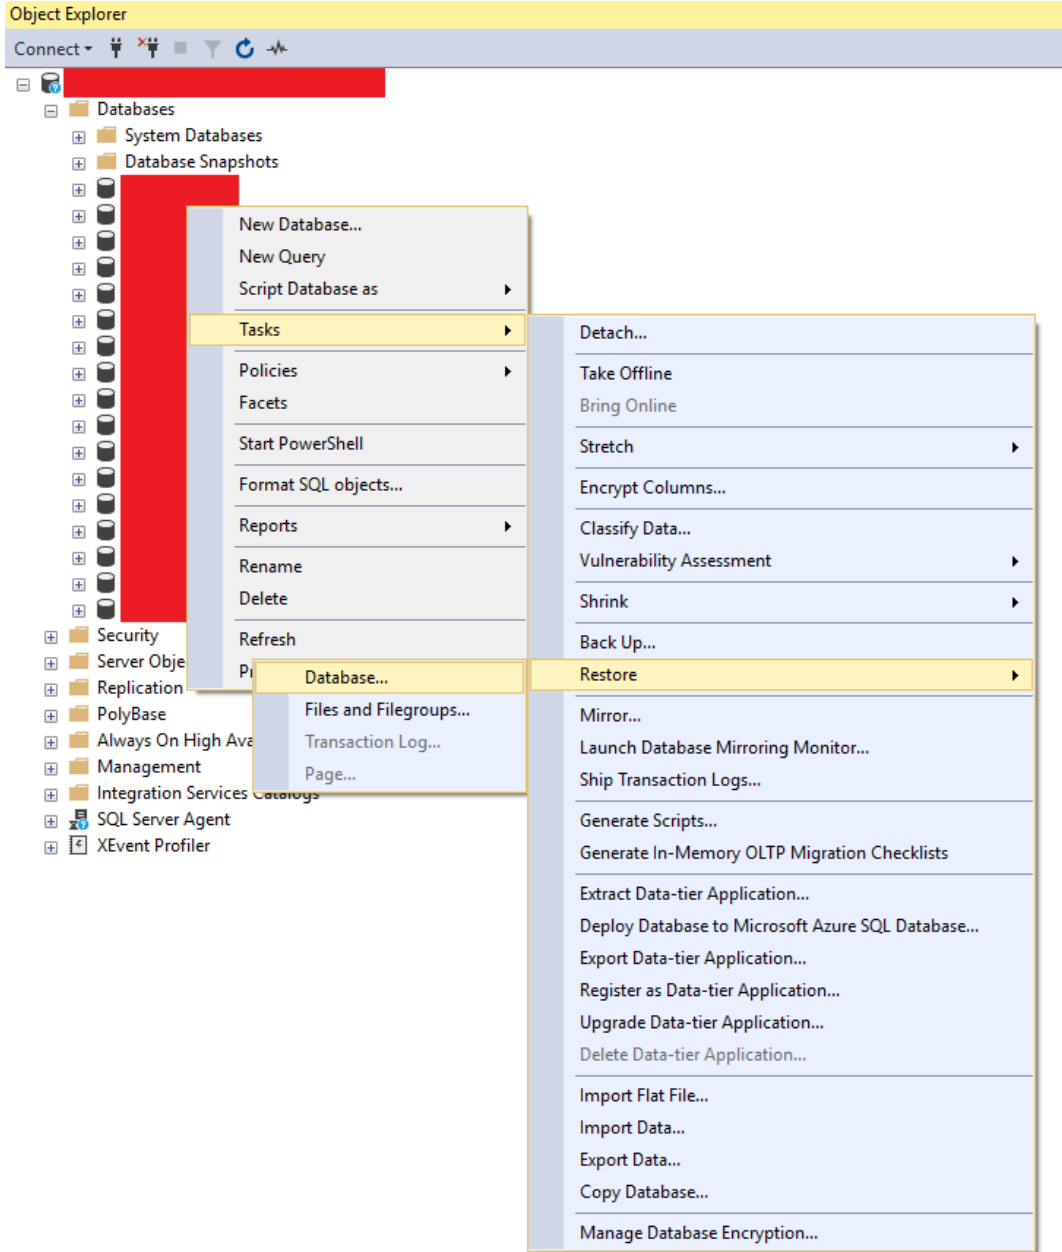 Object Explorer
Connect
Databases
System Databases
Database Snapshots
New Database...
New Query
Script Database as
Tasks
Policies
Facets
Start PowerShell
Format SQL objects...
Reports
Rename
Delete
Refresh
Pr
Detach...
Take Offline
Bring Online
Stretch
Encrypt Columns...
Classify Data...
Vulnerability Assessment
Shrink
Back Up...
Restore
Mirror...
Launch Database Mirroring Monitor...
Ship Transaction Logs...
Generate Scripts...
Generate In-Memory OLTP Migration Checklists
Extract Data-tier Application...
Deploy Database to Microsoft Azure SQL Database...
Export Data-tier Application...
Register as Data-tier Application...
Upgrade Data-tier Application...
Delete Data-tier Application...
Import Flat File...
Import Data...
Export Data...
Copy Database...
Manage Database Encryption...
Database...
Files and Filegroups...
Transaction Log...
Page...
Security
Server Obje
Replication
PolyBase
Always On High Ava
Management
Integration Services Catalogs
SQL Server Agent
XEvent Profiler